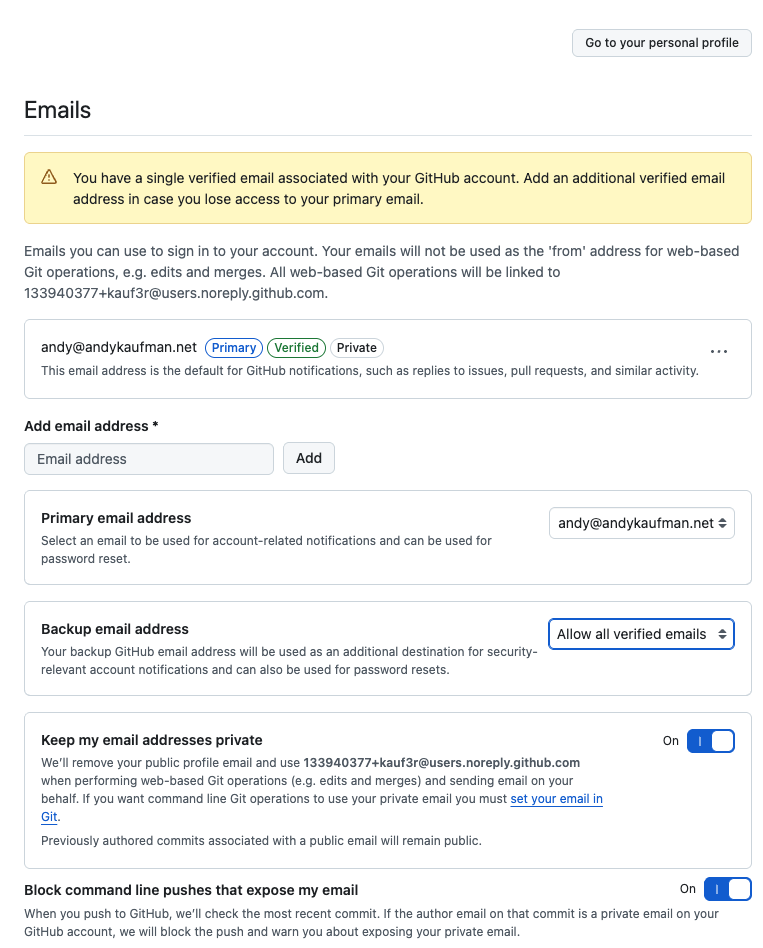 Go to your personal profile
Emails
You have a single verified email associated with your GitHub account. Add an additional verified email
address in case you lose access to your primary email.
Emails you can use to sign in to your account. Your emails will not be used as the 'from' address for web-based
Git operations, e.g. edits and merges. All web-based Git operations will be linked to
133940377+kauf3r@users.noreply.github.com.
andy@andykaufman.net Primary Verified Private
This email address is the default for GitHub notifications, such as replies to issues, pull requests, and similar activity.
Add email address *
Email address Add
Primary email address
Select an email to be used for account-related notifications and can be used for
password reset.
andy@andykaufman.net
Backup email address
Your backup GitHub email address will be used as an additional destination for security-
relevant account notifications and can also be used for password resets.
Allow all verified emails
Keep my email addresses private
On
We’ll remove your public profile email and use 133940377+kauf3r@users.noreply.github.com
when performing web-based Git operations (e.g. edits and merges) and sending email on your
behalf. If you want command line Git operations to use your private email you must set your email in
Git.
Previously authored commits associated with a public email will remain public.
Block command line pushes that expose my email
On
When you push to GitHub, we’ll check the most recent commit. If the author email on that commit is a private email on your
GitHub account, we will block the push and warn you about exposing your private email.